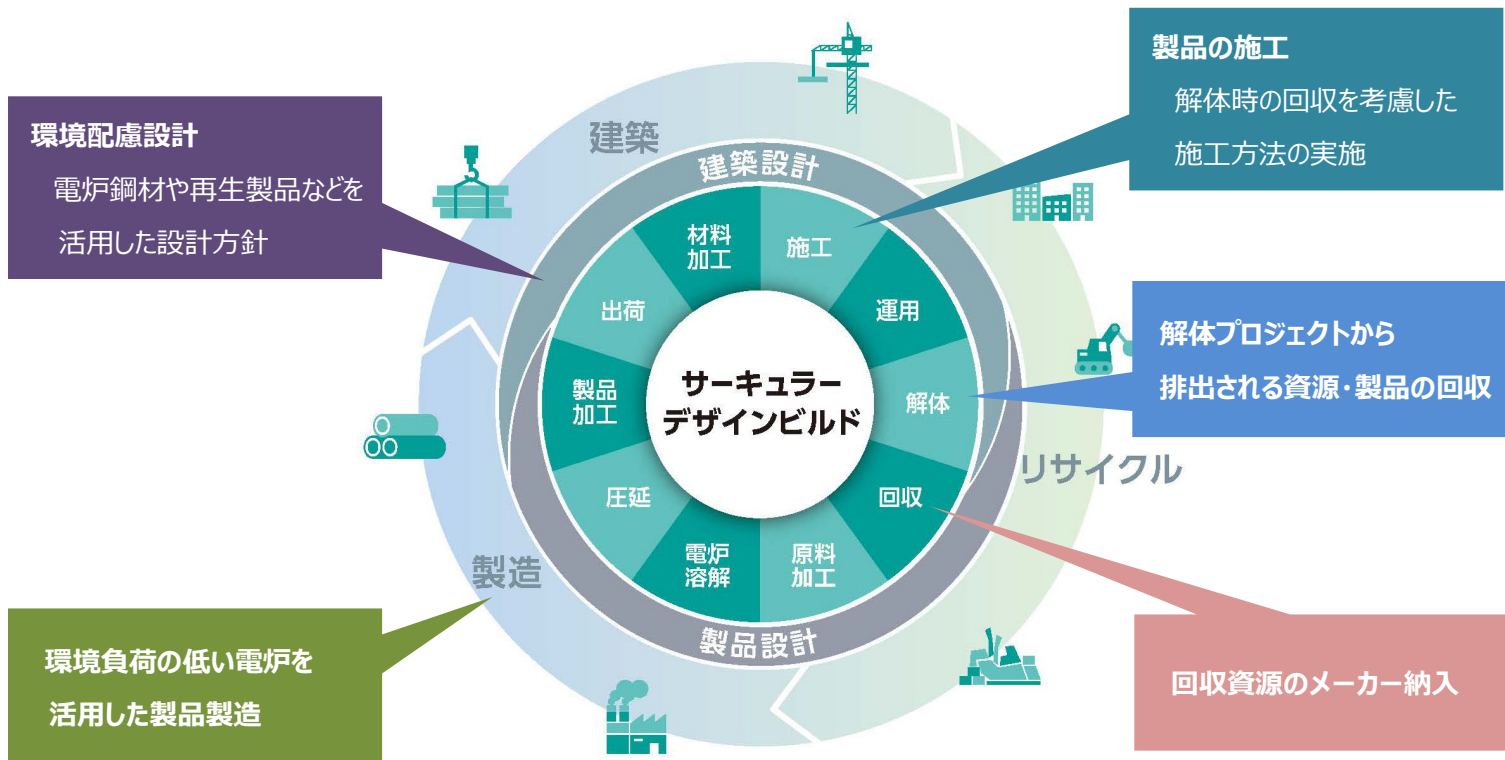 環境配慮設計
電炉鋼材や再生製品などを
活用した設計方針
製品の施工
解体時の回収を考慮した
施工方法の実施
解体プロジェクトから
排出される資源・製品の回収
回収資源のメーカー納入
環境負荷の低い電炉を
活用した製品製造
建築
リサイクル
製造
建築設計
製品設計
材料
加工
施工
運用
解体
回収
原料
加工
電炉
溶解
圧延
製品
加工
出荷
サーキュラー
デザインビルド